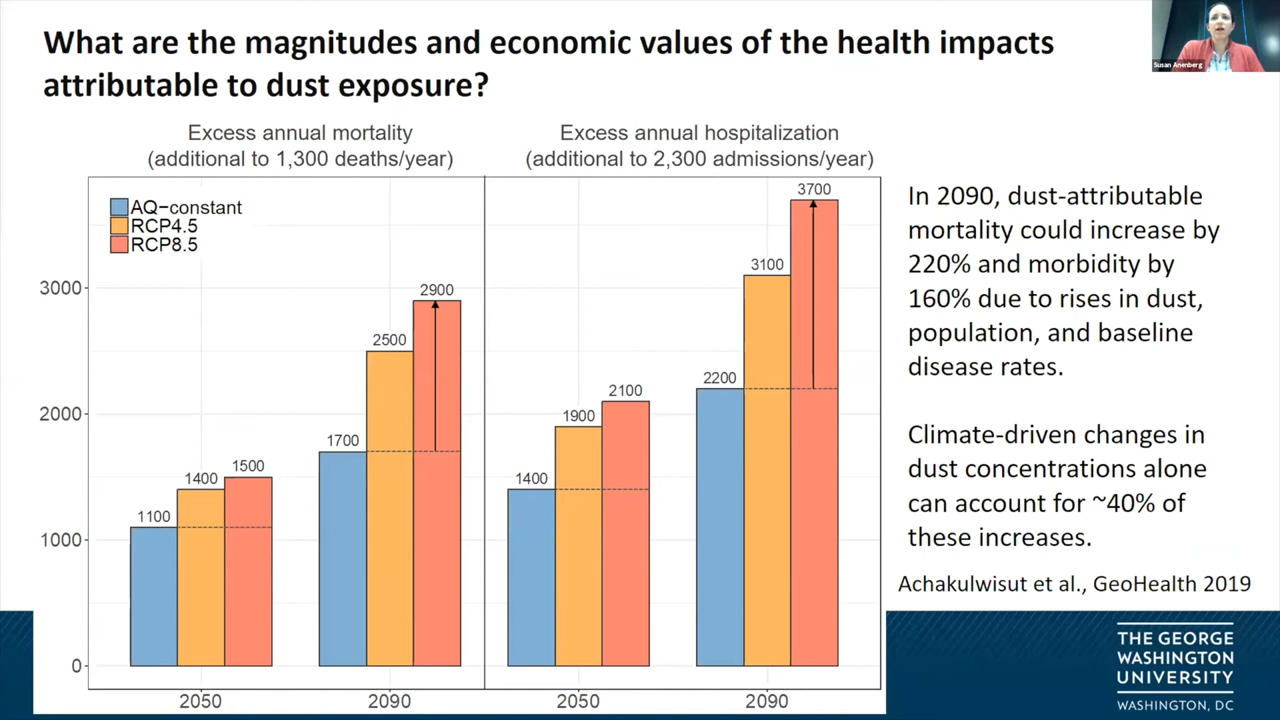 What are the magnitudes and economic values of the health impacts
attributable to dust exposure?
Susan Anenberg
Excess annual mortality
(additional to 1,300 deaths/year)
Excess annual hospitalization
(additional to 2,300 admissions/year)
AQ−constant
RCP4.5
RCP8.5
3000
2000
1000
0
1100
1400
1500
1700
2500
2900
1400
1900
2100
2200
3100
3700
2050
2090
2050
2090
In 2090, dust-attributable
mortality could increase by
220% and morbidity by
160% due to rises in dust,
population, and baseline
disease rates.
Climate-driven changes in
dust concentrations alone
can account for ~40% of
these increases.
Achakulwisut et al., GeoHealth 2019
THE GEORGE
WASHINGTON
UNIVERSITY
WASHINGTON, DC